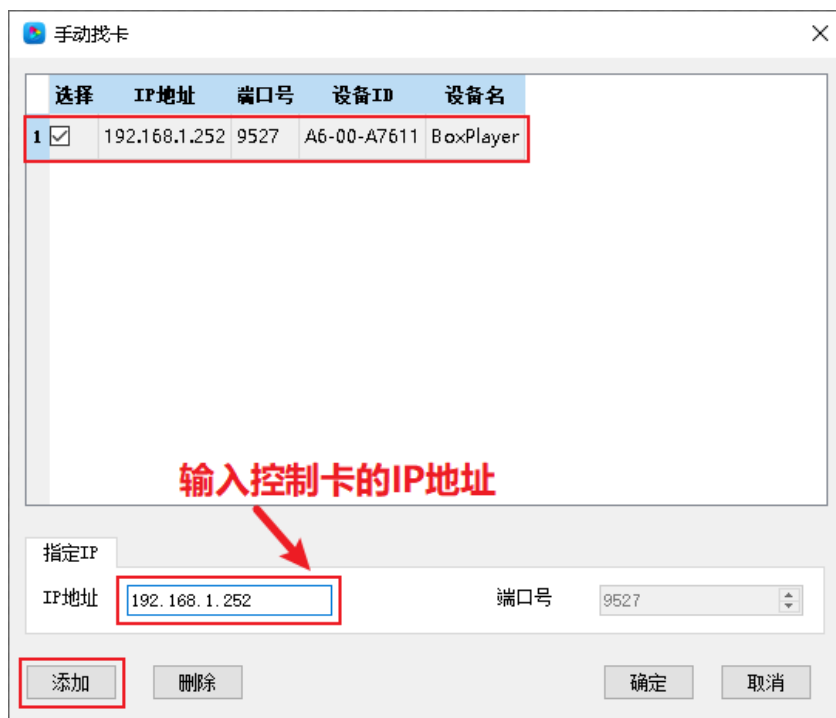 手动找卡
选择 IP地址 端口号 设备ID 设备名
1 192.168.1.252 9527 A6-00-A7611 BoxPlayer
输入控制卡的IP地址
指定IP
IP地址 192.168.1.252 端口号 9527
添加 删除 确定 取消